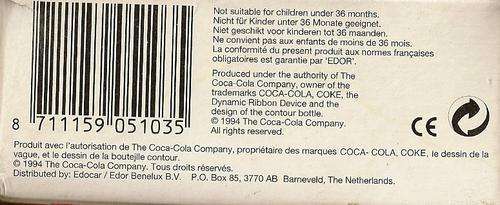 Not suitable for children under 36 months.
Nicht für Kinder unter 36 Monate geeignet.
Niet geschikt voor kinderen tot 36 maanden.
Ne convient pas aux enfants de moins de 36 mois.
La conformité du present produit aux normes françaises
obligatoires est garantie par 'EDOR'.
Produced under the authority of The
Coca-Cola Company, owner of the
trademarks COCA-COLA, COKE, the
Dynamic Ribbon Device and the
design of the contour bottle.
© 1994 The Coca-Cola Company.
All rights reserved.
8 711159 051035
CE
Produit avec l'autorisation de The Coca-Cola Company, propriétaire des marques COCA- COLA, COKE, le dessin de la
vague, et le dessin de la bouteille contour.
© 1994 The Coca-Cola Company. Tous droits réservés.
Distributed by: Edocar / Edor Benelux B.V. P.O. Box 85, 3770 AB Barneveld, The Netherlands.